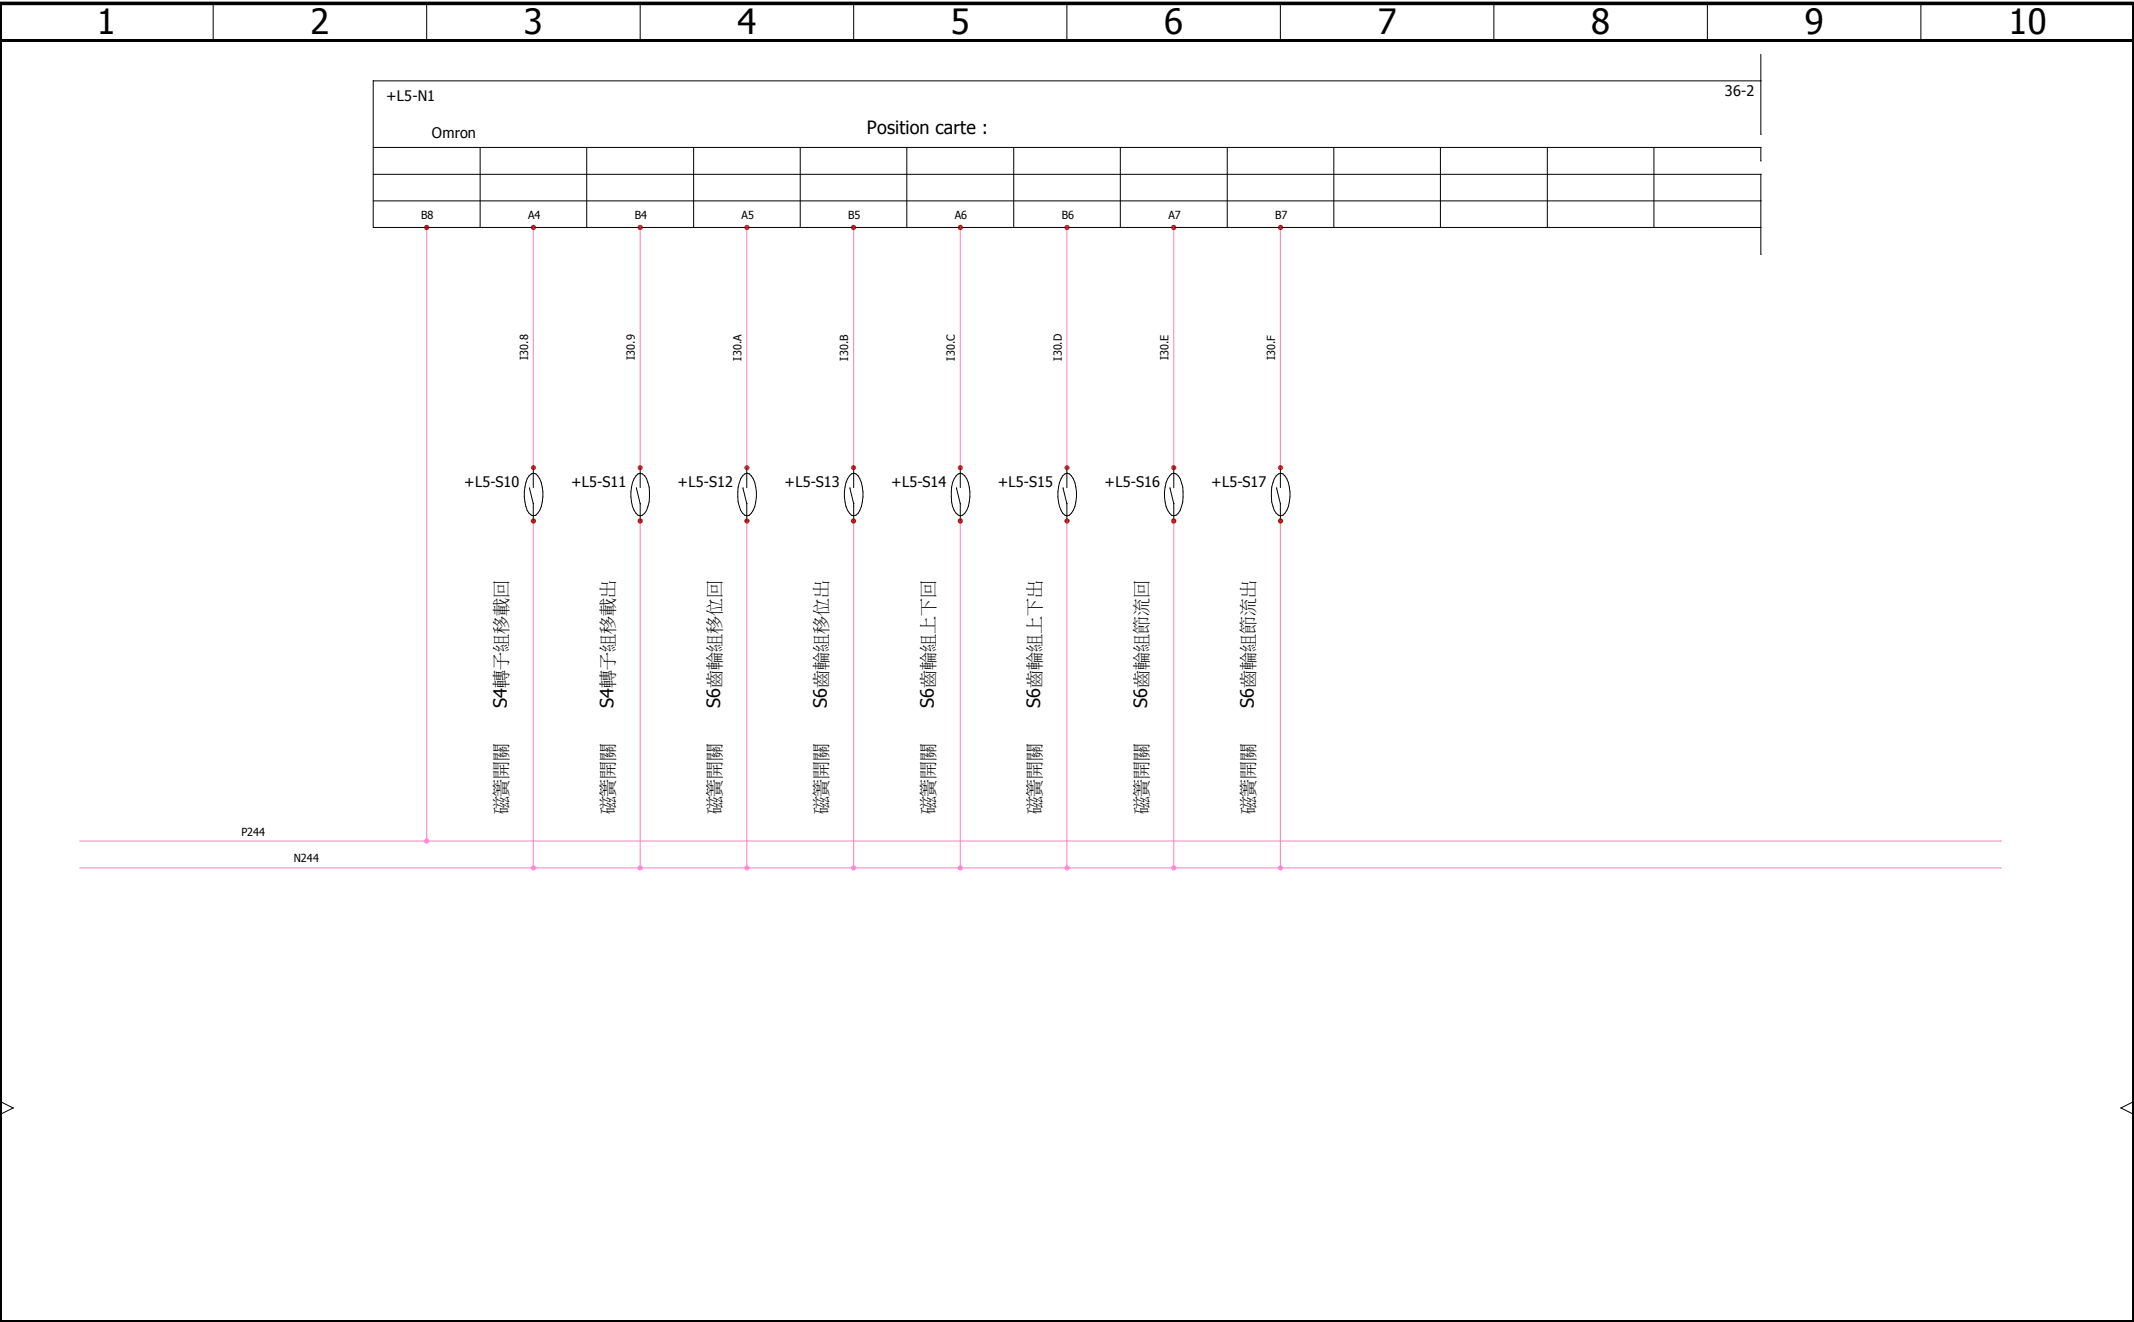 1 2 3 4 5 6 7 8 9 10
+L5-N1 36-2
Omron Position carte :
B8 A4 B4 A5 B5 A6 B6 A7 B7
I30.8 I30.9 I30.A I30.B I30.C I30.D I30.E I30.F
+L5-S10 +L5-S11 +L5-S12 +L5-S13 +L5-S14 +L5-S15 +L5-S16 +L5-S17
磁簧開關 S4轉子組移載回
磁簧開關 S4轉子組移載出
磁簧開關 S6齒輪組移位回
磁簧開關 S6齒輪組移位出
磁簧開關 S6齒輪組上下回
磁簧開關 S6齒輪組上下出
磁簧開關 S6齒輪組節流回
磁簧開關 S6齒輪組節流出
P244
N244